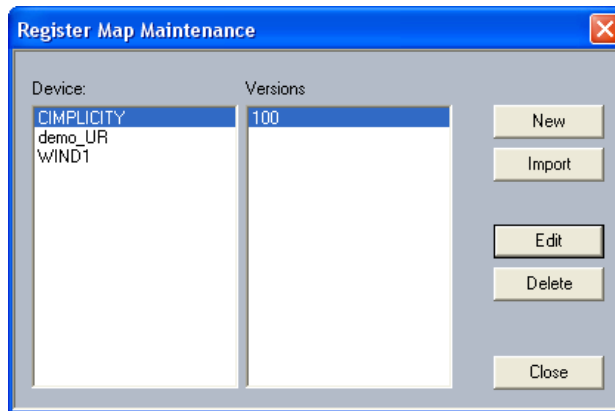 Register Map Maintenance
Device:
Versions
CIMPLICITY
demo_UR
WIND1
100
New
Import
Edit
Delete
Close